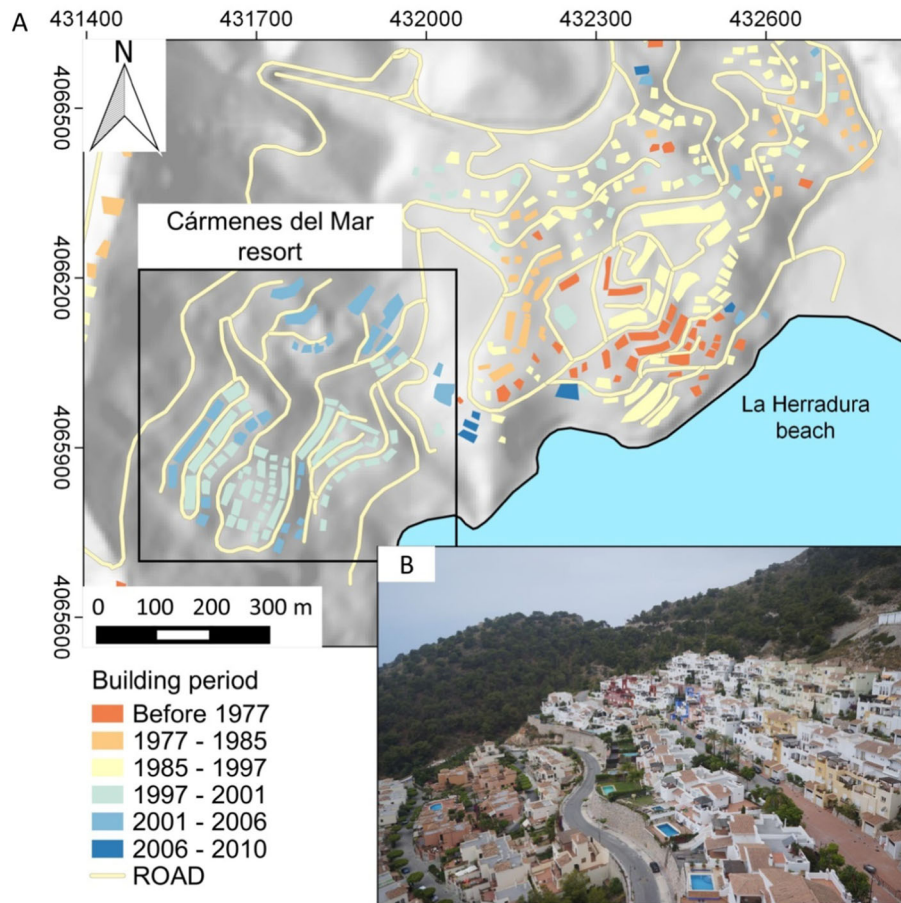 A
431400 431700 432000 432300 432600
N
4066500
4066200
4065900
4065600
Cármenes del Mar
resort
La Herradura
beach
0 100 200 300 m
B
Building period
Before 1977
1977 - 1985
1985 - 1997
1997 - 2001
2001 - 2006
2006 - 2010
ROAD